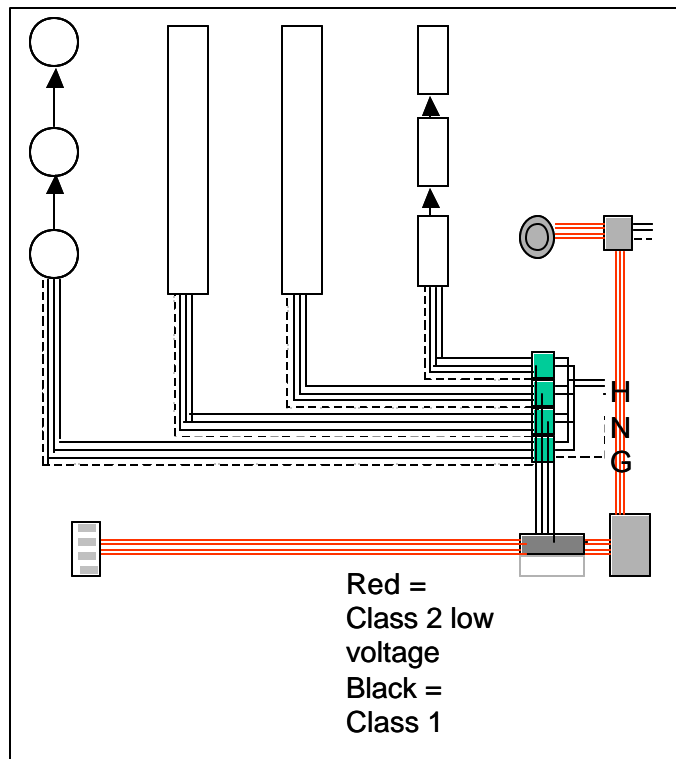 H
N
G
Red =
Class 2 low
voltage
Black =
Class 1